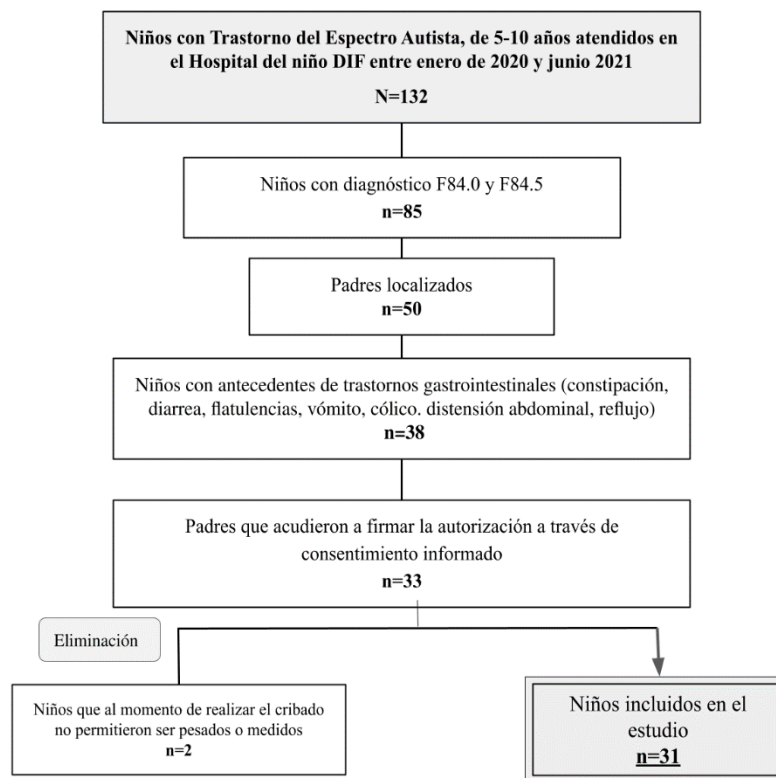 Niños con Trastorno del Espectro Autista, de 5-10 años atendidos en
el Hospital del niño DIF entre enero de 2020 y junio 2021
N=132
Niños con diagnóstico F84.0 y F84.5
n=85
Padres localizados
n=50
Niños con antecedentes de trastornos gastrointestinales (constipación,
diarrea, flatulencias, vómito, cólico. distensión abdominal, reflujo)
n=38
Padres que acudieron a firmar la autorización a través de
consentimiento informado
n=33
Eliminación
Niños que al momento de realizar el cribado
no permitieron ser pesados o medidos
n=2
Niños incluidos en el
estudio
n=31